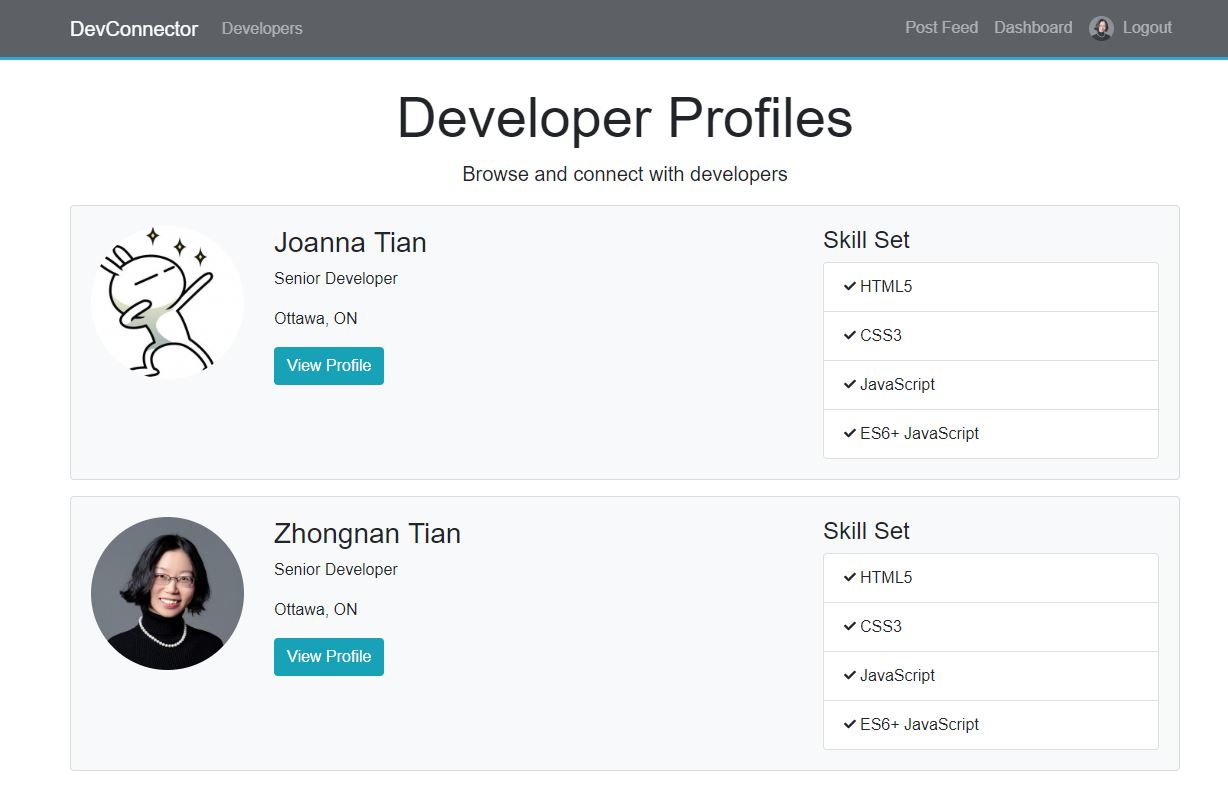 DevConnector Developers Post Feed Dashboard Logout
Developer Profiles
Browse and connect with developers
Joanna Tian
Senior Developer
Ottawa, ON
View Profile
Skill Set
HTML5
CSS3
JavaScript
ES6+ JavaScript
Zhongnan Tian
Senior Developer
Ottawa, ON
View Profile
Skill Set
HTML5
CSS3
JavaScript
ES6+ JavaScript